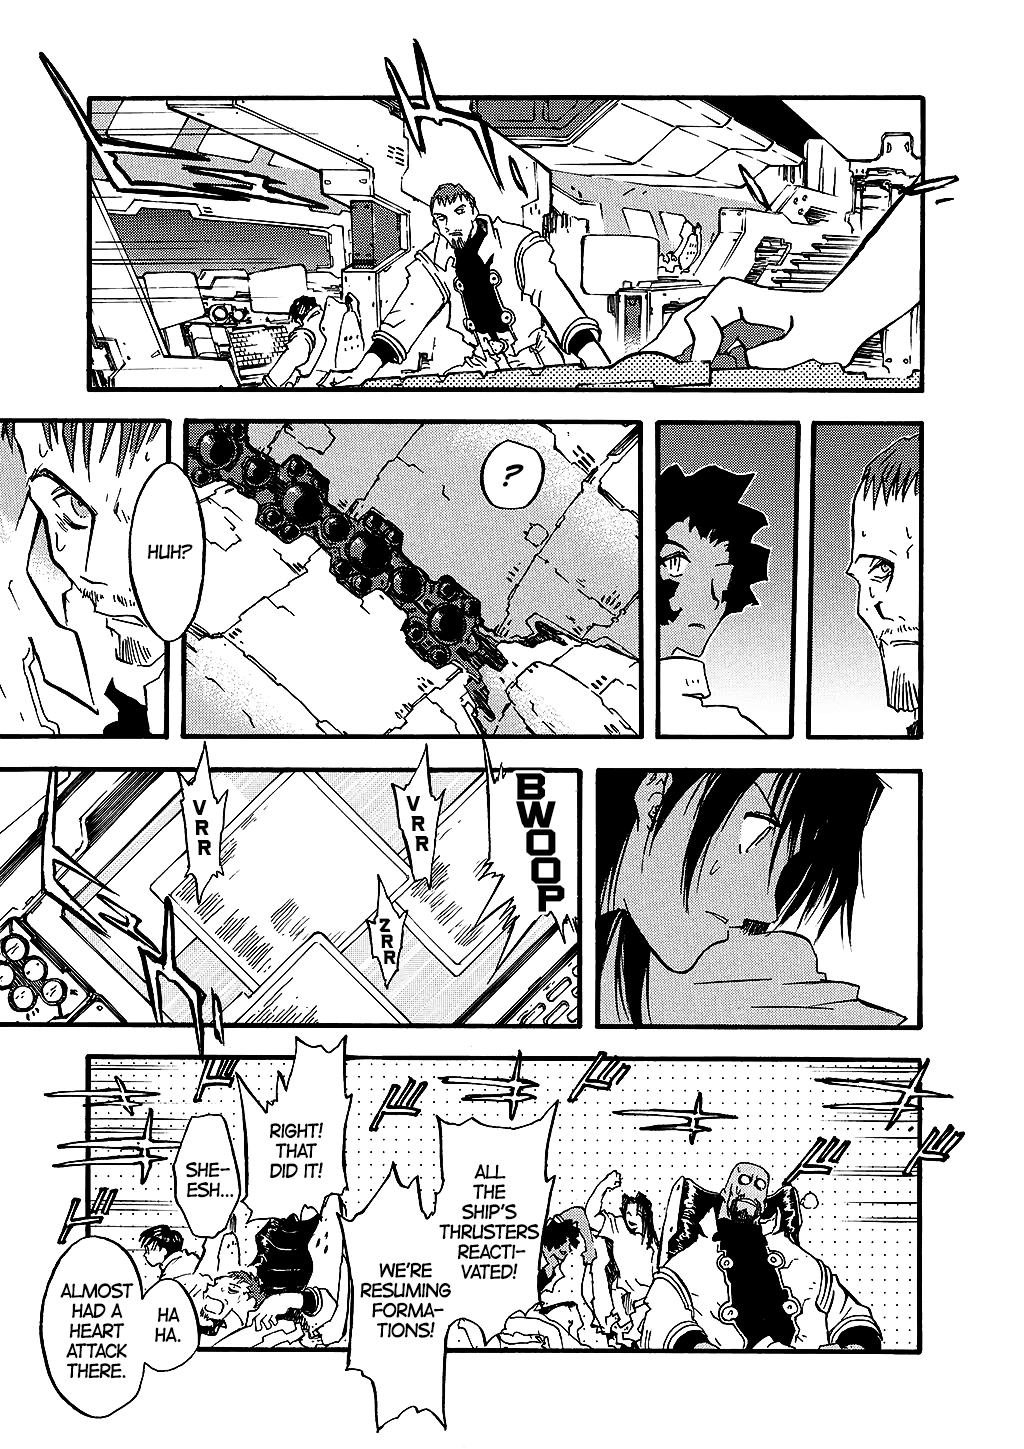 ?
HUH?
BWOOP
VRR
ZRR
VRR
ALL
THE
SHIP'S
THRUSTERS
REACTI-
VATED!
WE'RE
RESUMING
FORMA-
TIONS!
RIGHT!
THAT
DID IT!
SHE-
ESH...
HA
HA.
ALMOST
HAD A
HEART
ATTACK
THERE.